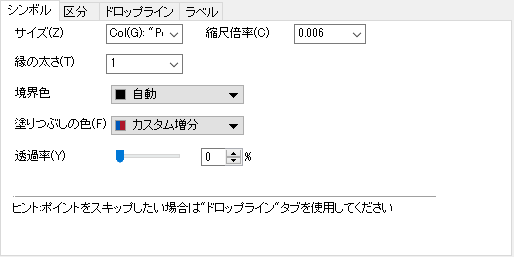 シンボル 区分 ドロップライン ラベル
サイズ(Z) Col(G): "P 縮尺倍率(C) 0.006
縁の太さ(T) 1
境界色 自動
塗りつぶしの色(F) カスタム増分
透過率(Y) 0 %
ヒント:ポイントをスキップしたい場合は"ドロップライン"タブを使用してください